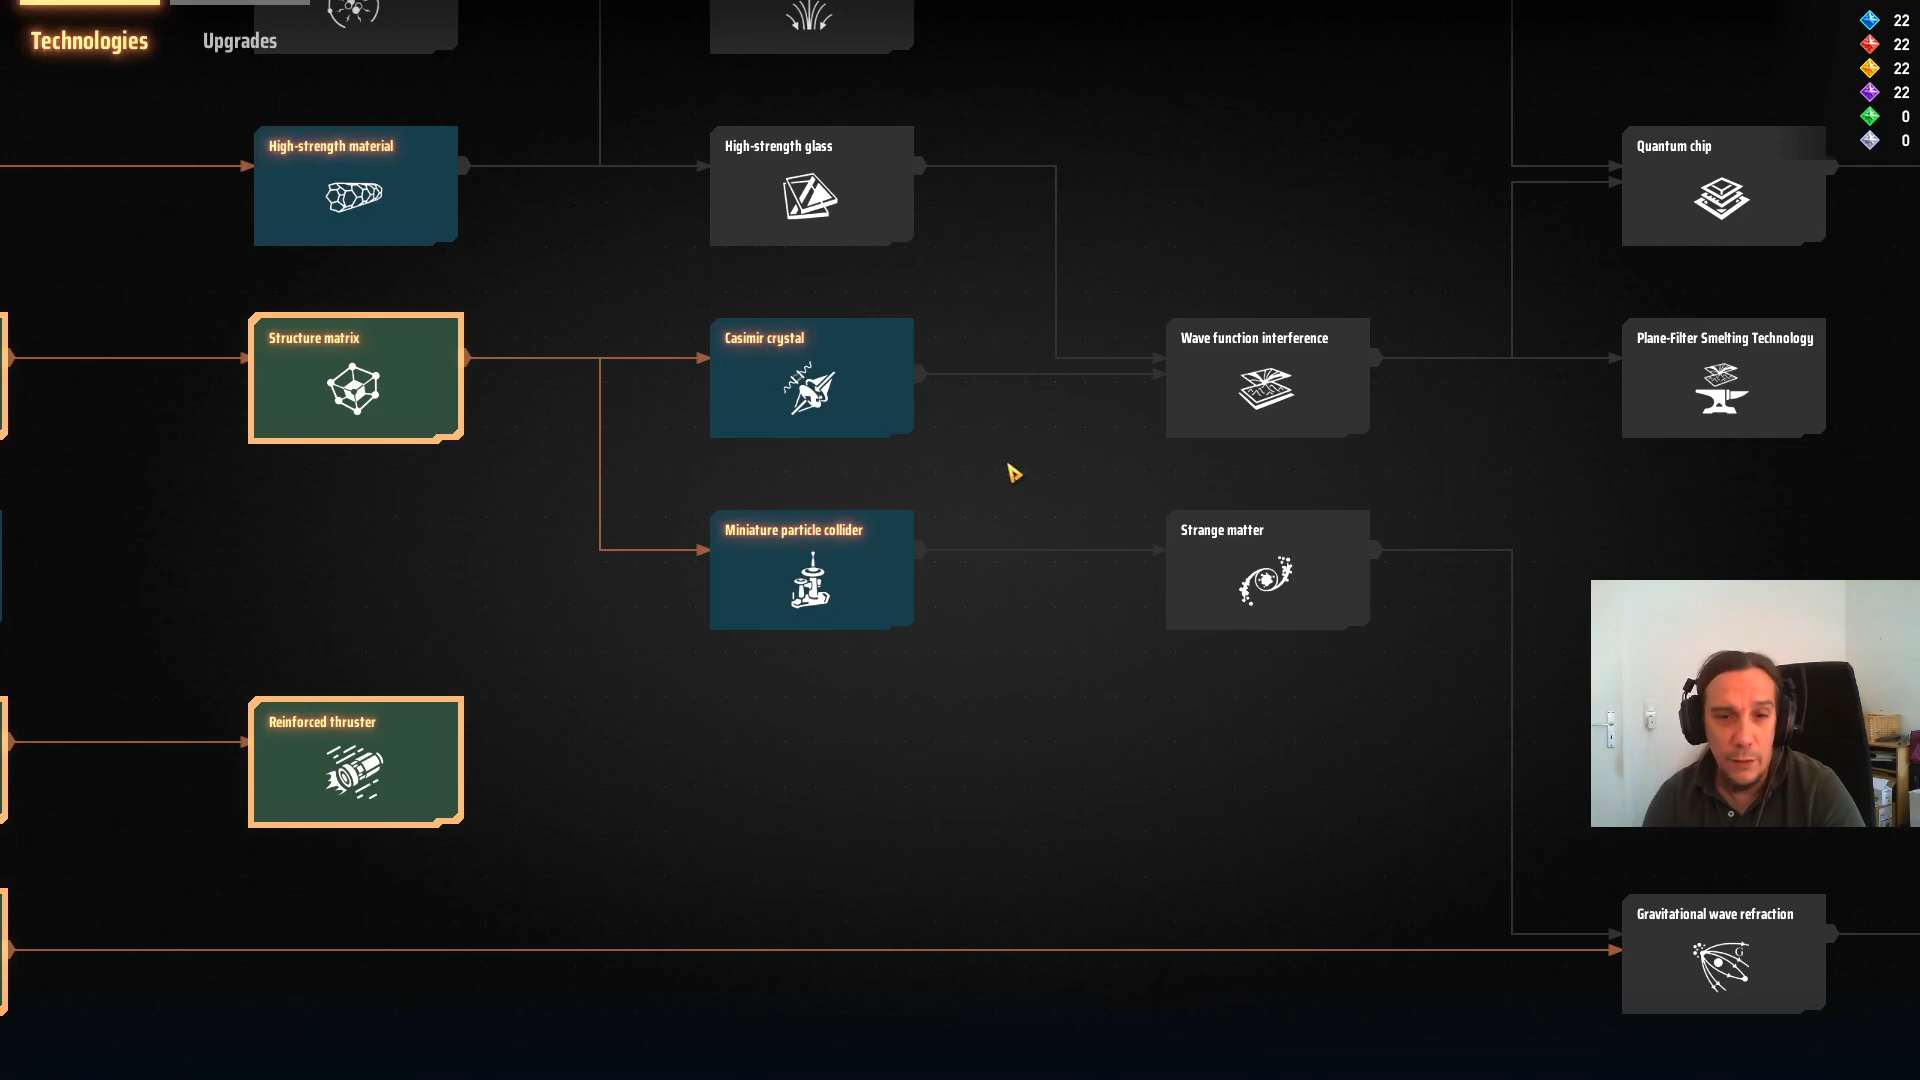 Technologies
Upgrades
22
22
22
22
0
0
High-strength material
High-strength glass
Quantum chip
Structure matrix
Casimir crystal
Wave function interference
Plane-Filter Smelting Technology
Miniature particle collider
Strange matter
Reinforced thruster
Gravitational wave refraction
G